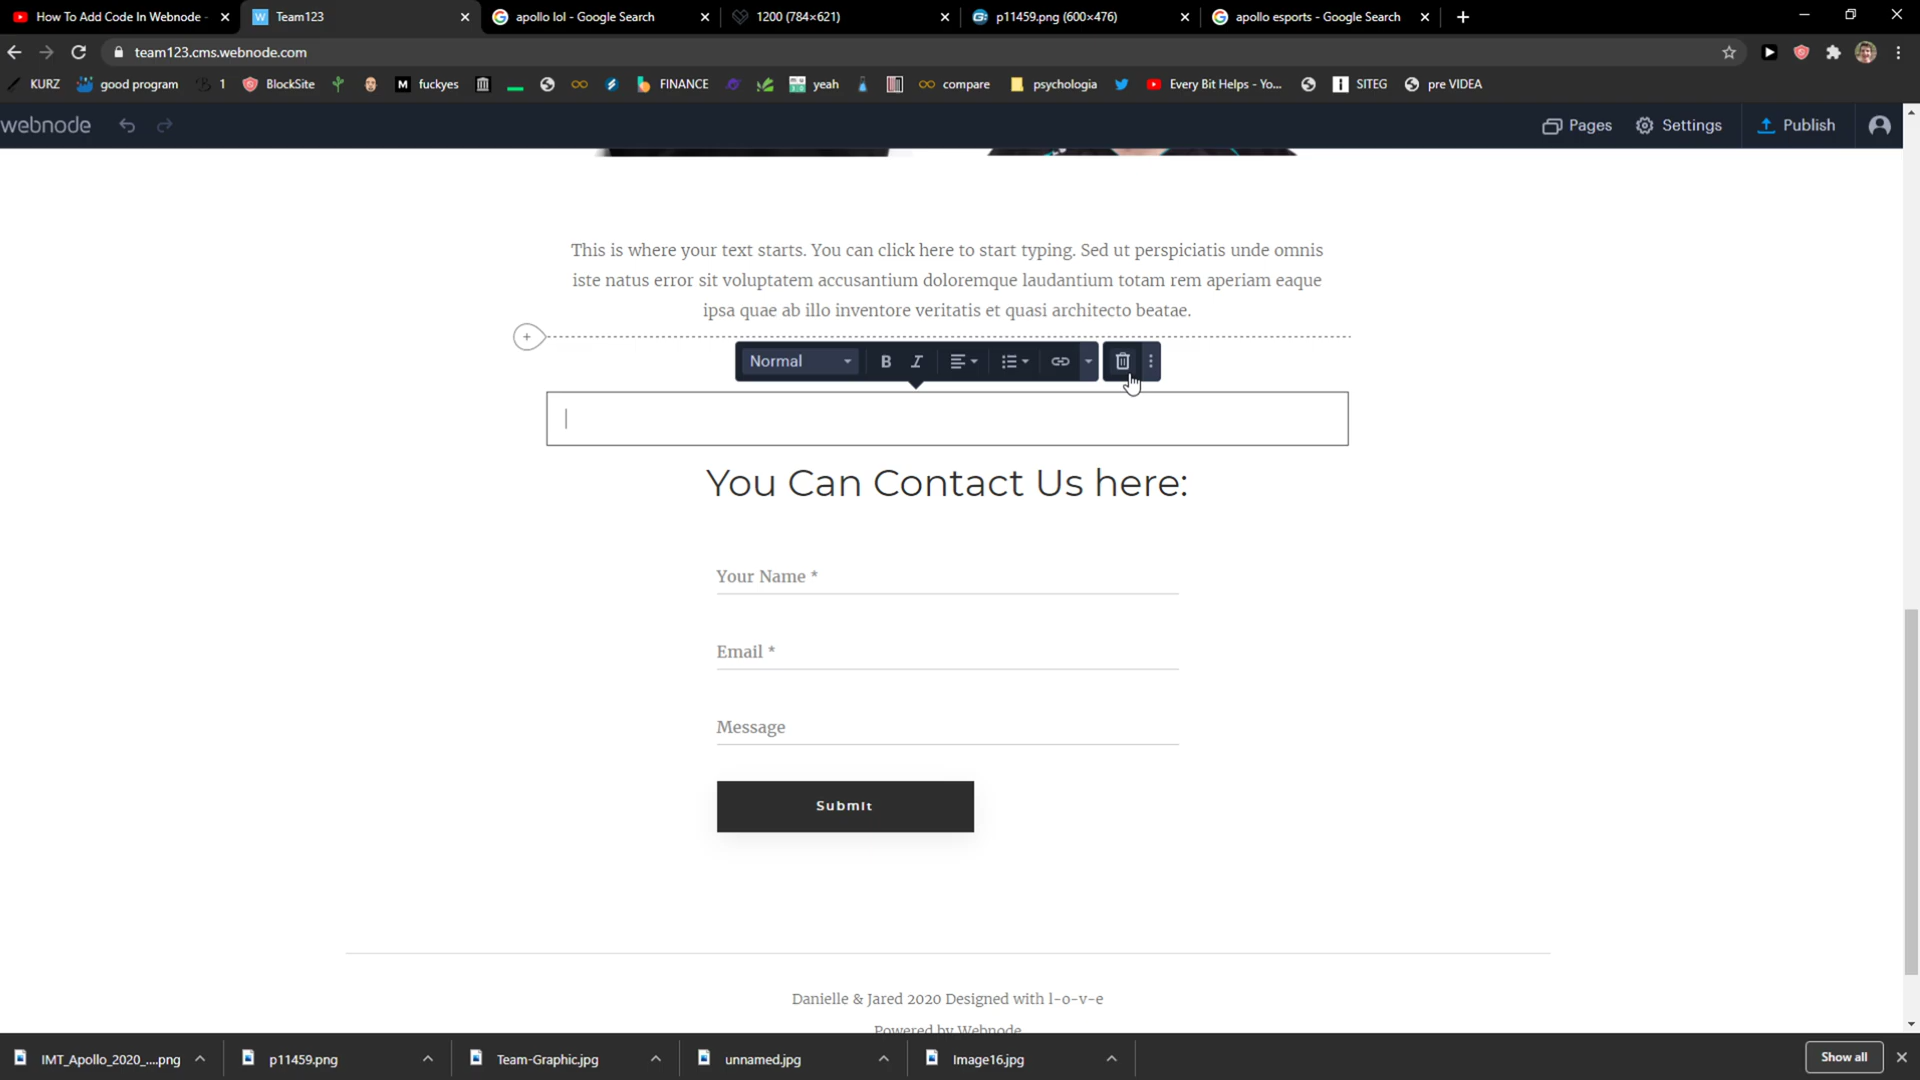 How To Add Code In Webnode -
Team123
apollo lol - Google Search
1200 (784×621)
p11459.png (600×476)
apollo esports - Google Search
team123.cms.webnode.com
KURZ
good program
1
BlockSite
fuckyes
FINANCE
yeah
compare
psychologia
Every Bit Helps - Yo...
SITEG
pre VIDEA
webnode
Pages
Settings
Publish
This is where your text starts. You can click here to start typing. Sed ut perspiciatis unde omnis
iste natus error sit voluptatem accusantium doloremque laudantium totam rem aperiam eaque
ipsa quae ab illo inventore veritatis et quasi architecto beatae.
Normal
B
I
You Can Contact Us here:
Your Name *
Email *
Message
Submit
Danielle & Jared 2020 Designed with l-o-v-e
Powered by Webnode
IMT_Apollo_2020_....png
p11459.png
Team-Graphic.jpg
unnamed.jpg
Image16.jpg
Show all